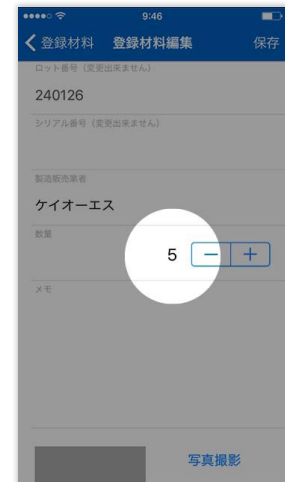 9:46
登録材料 登録材料編集 保存
ロット番号（変更出来ません）
240126
シリアル番号（変更出来ません）
製造販売業者
ケイオーエス
数量
5 − +
メモ
写真撮影